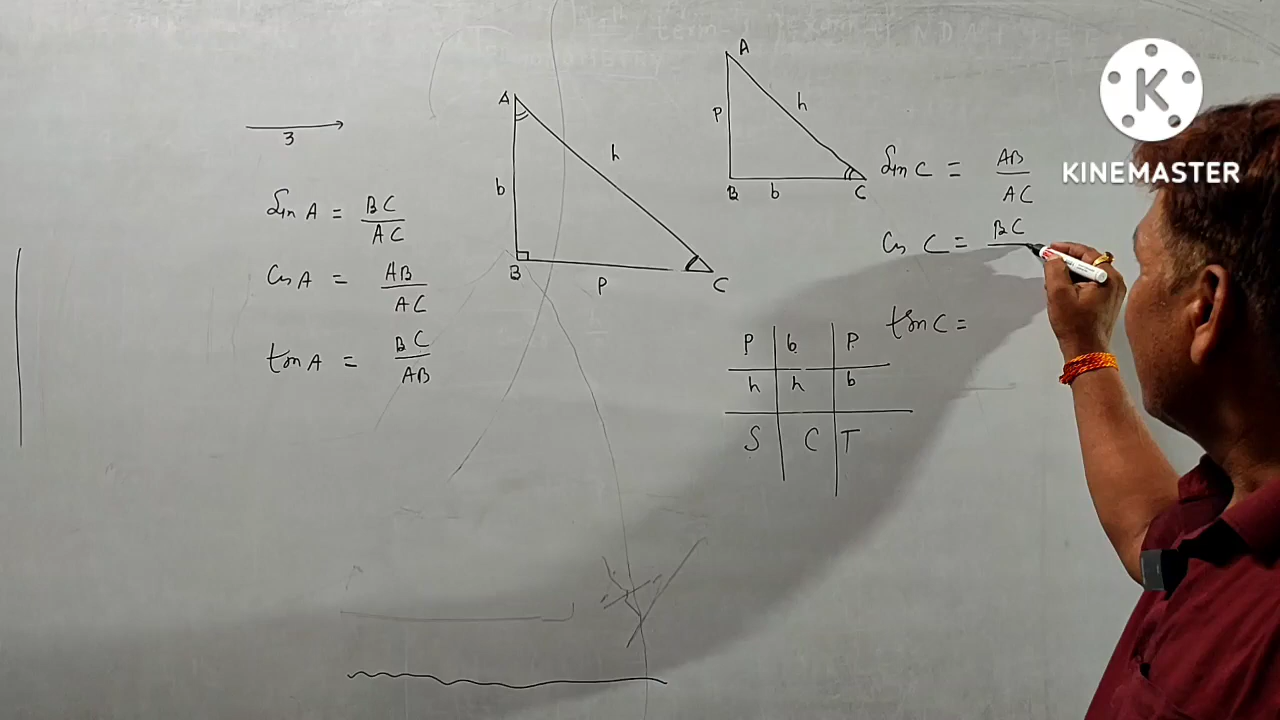 3
Sin A = BC / AC
Cos A = AB / AC
tan A = BC / AB
A
b
h
B
P
C
A
P
h
B
b
C
Sin C = AB / AC
Cos C = BC
tan C =
P b P
h h b
S C T
K
KINEMASTER